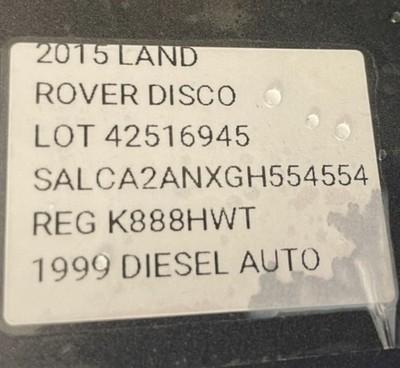 2015 LAND
ROVER DISCO
LOT 42516945
SALCA2ANXGH554554
REG K888HWT
1999 DIESEL AUTO